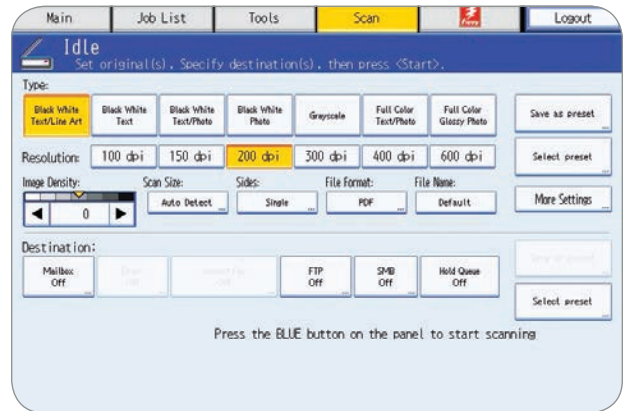 Main Job List Tools Scan Fiery Logout
Idle
Set original(s). Specify destination(s), then press <Start>.
Type:
Black White Text/Line Art
Black White Text
Black White Text/Photo
Black White Photo
Grayscale
Full Color Text/Photo
Full Color Glossy Photo
Save as preset
Resolution: 100 dpi 150 dpi 200 dpi 300 dpi 400 dpi 600 dpi
Select preset
Image Density: Scan Size: Sides: File Format: File Name:
0 Auto Detect Single PDF Default
More Settings
Destination:
Mailbox Off
FTP Off
SMB Off
Hold Queue Off
Select preset
Press the BLUE button on the panel to start scanning